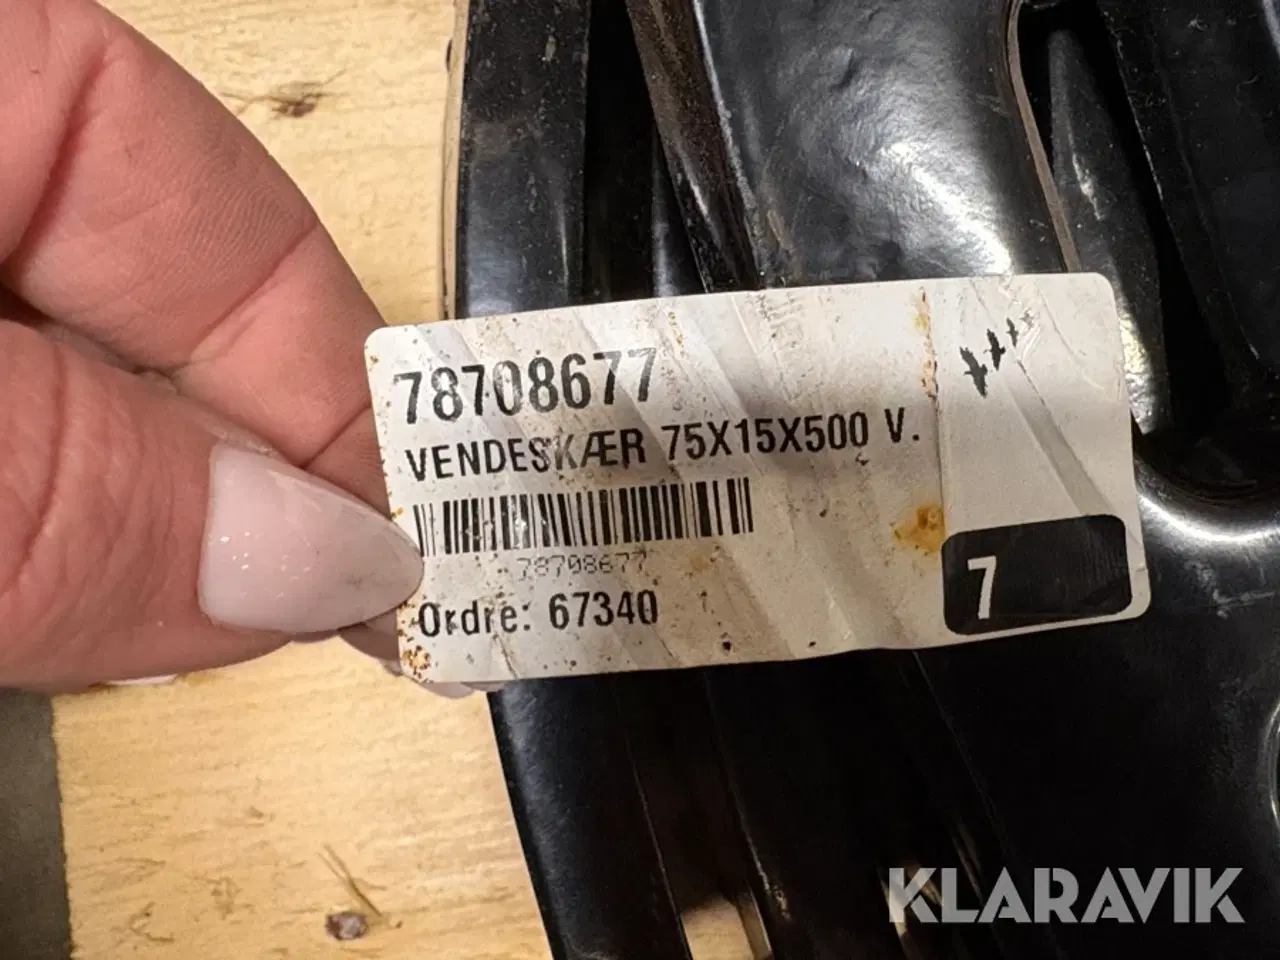 78708677
VENDESKÆR 75X15X500 V.
78708677
Ordre: 67340
7
KLARAVIK